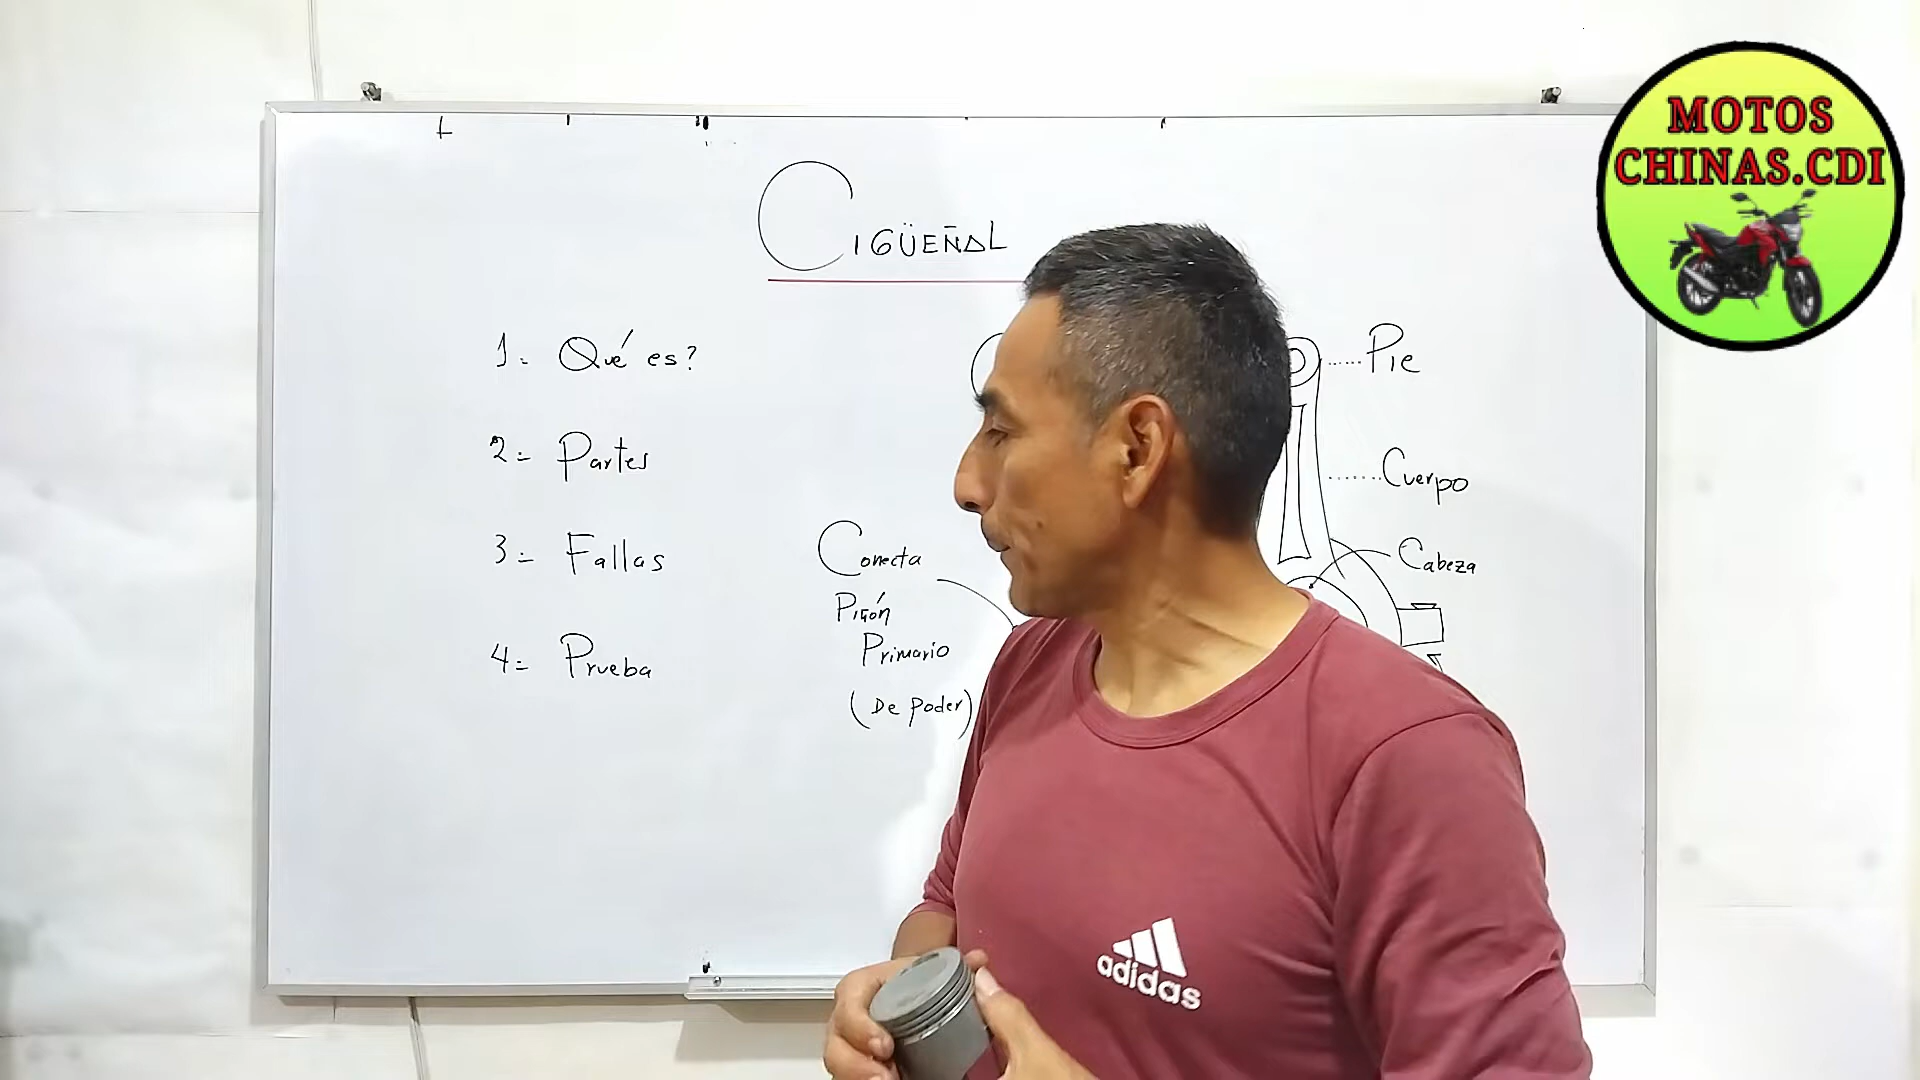 MOTOS
CHINAS.CDI
CIGÜEÑAL
1= Qué es?
2= Partes
3= Fallas
4= Prueba
Conecta
Piñón
Primario
(De poder)
Pie
Cuerpo
Cabeza
adidas